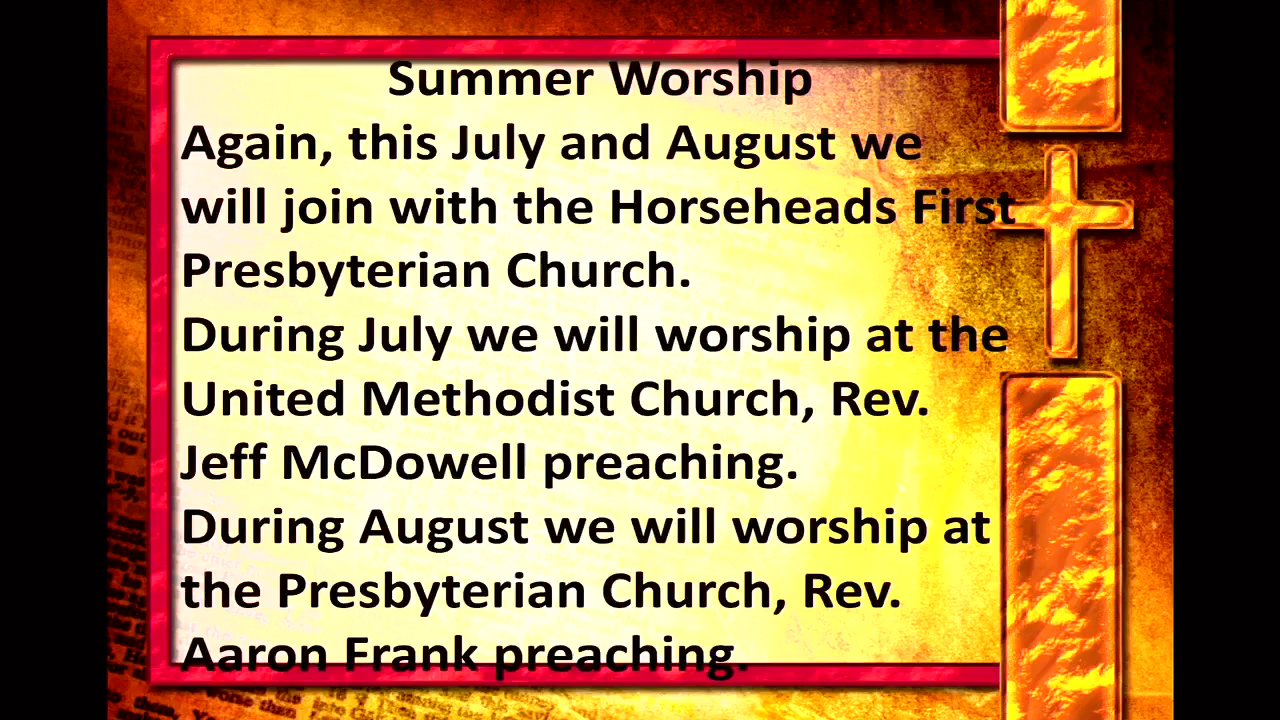 Summer Worship
Again, this July and August we
will join with the Horseheads First
Presbyterian Church.
During July we will worship at the
United Methodist Church, Rev.
Jeff McDowell preaching.
During August we will worship at
the Presbyterian Church, Rev.
Aaron Frank preaching.